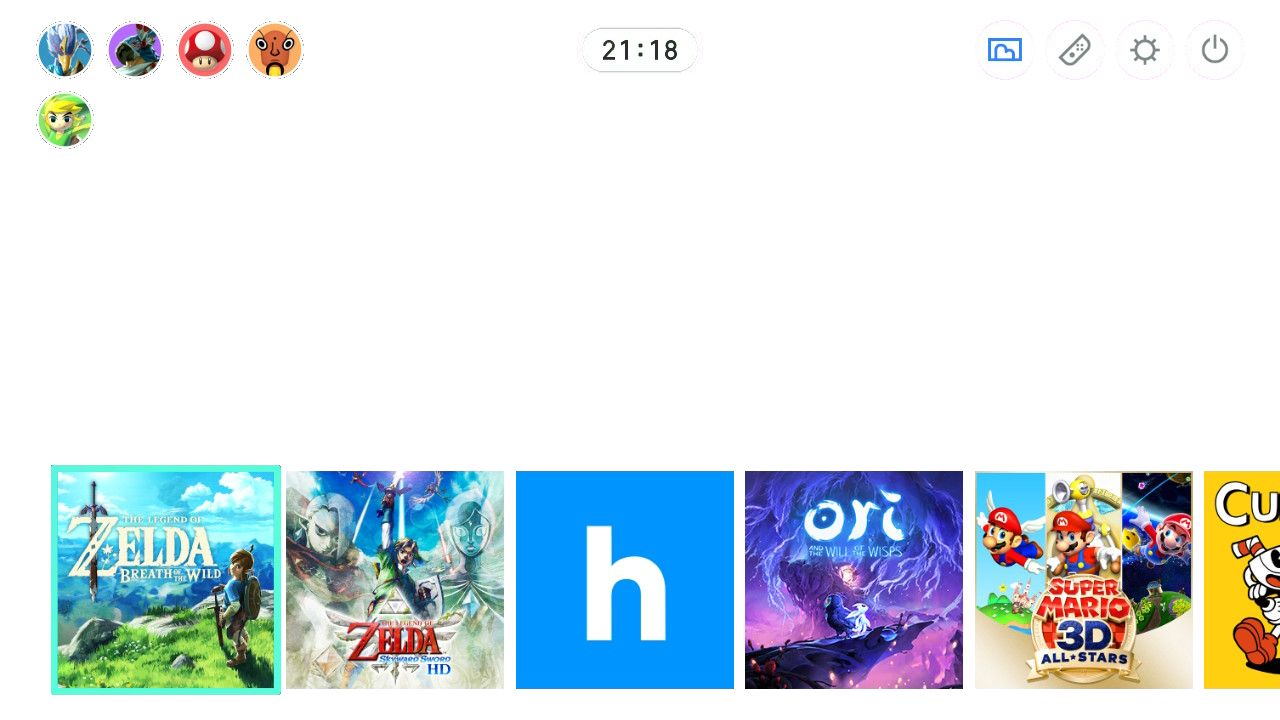 21:18
THE LEGEND OF
ZELDA
BREATH OF THE WILD
THE LEGEND OF
ZELDA
SKYWARD SWORD
HD
h
ori
AND THE WILL OF THE WISPS
SUPER
MARIO
3D
ALL★STARS
Cu